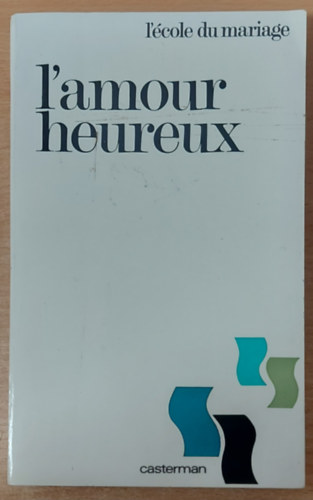 l'école du mariage
l'amour
heureux
casterman